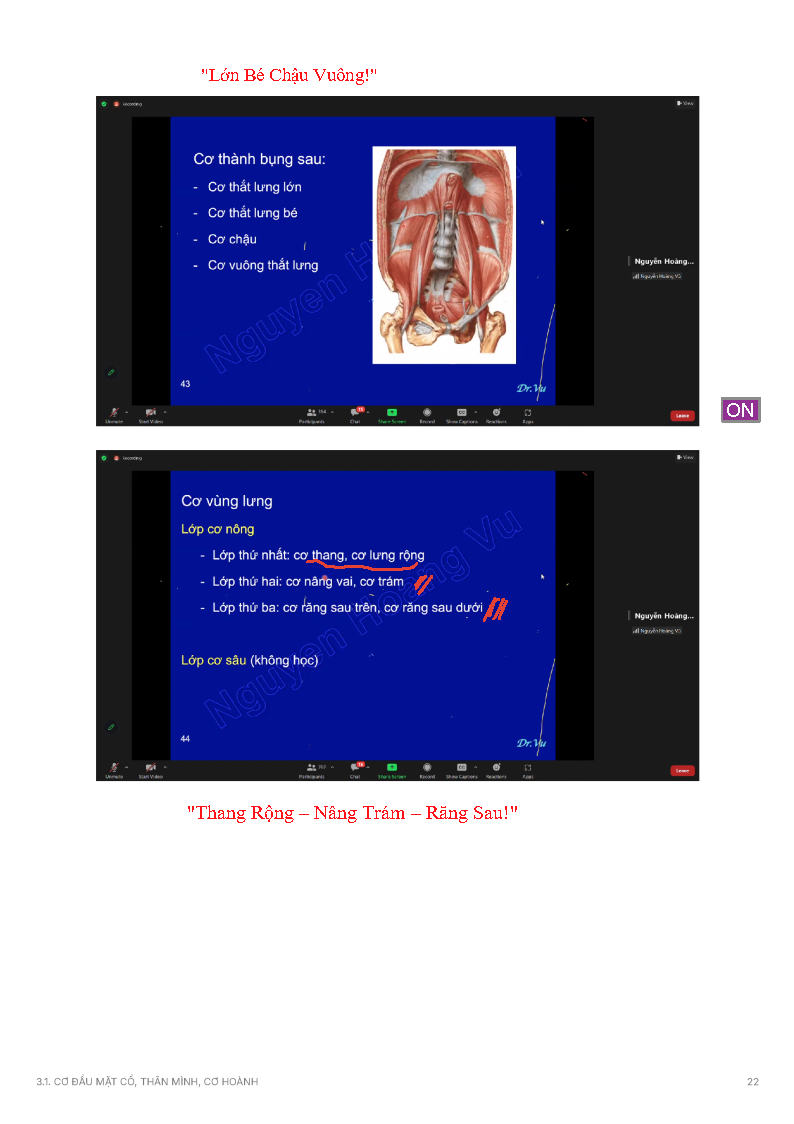 "Lớn Bé Chậu Vuông!"
Recording
View
Cơ thành bụng sau:
- Cơ thắt lưng lớn
- Cơ thắt lưng bé
- Cơ chậu
- Cơ vuông thắt lưng
Nguyen H
Nguyễn Hoàng...
Nguyễn Hoàng Vũ
43
Dr.Vu
Unmute Start Video Participants 194 Chat Share Screen Record Show Captions Reactions Apps Leave
ON
Recording
View
Cơ vùng lưng
Lớp cơ nông
- Lớp thứ nhất: cơ thang, cơ lưng rộng
- Lớp thứ hai: cơ nâng vai, cơ trám
- Lớp thứ ba: cơ răng sau trên, cơ răng sau dưới
Lớp cơ sâu (không học)
Nguyen Hoang Vu
Nguyễn Hoàng...
Nguyễn Hoàng Vũ
44
Dr.Vu
Unmute Start Video Participants Chat Share Screen Record Show Captions Reactions Apps Leave
"Thang Rộng – Nâng Trám – Răng Sau!"
3.1. CƠ ĐẦU MẶT CỔ, THÂN MÌNH, CƠ HOÀNH
22